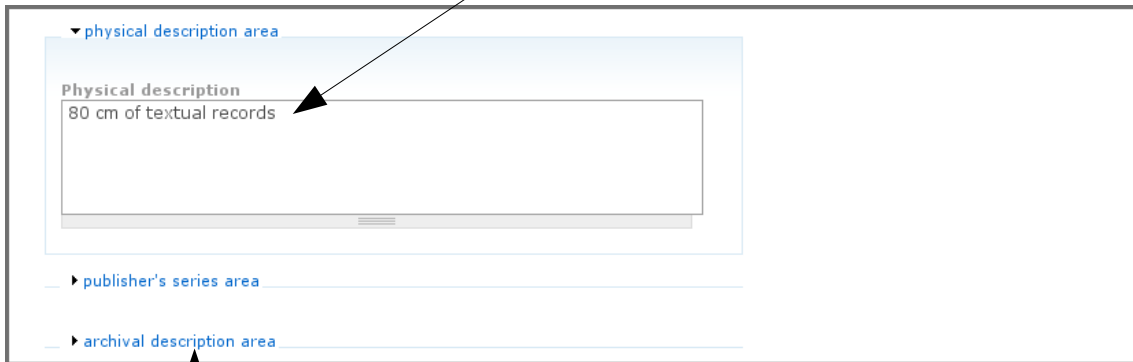 physical description area
Physical description
80 cm of textual records
publisher's series area
archival description area